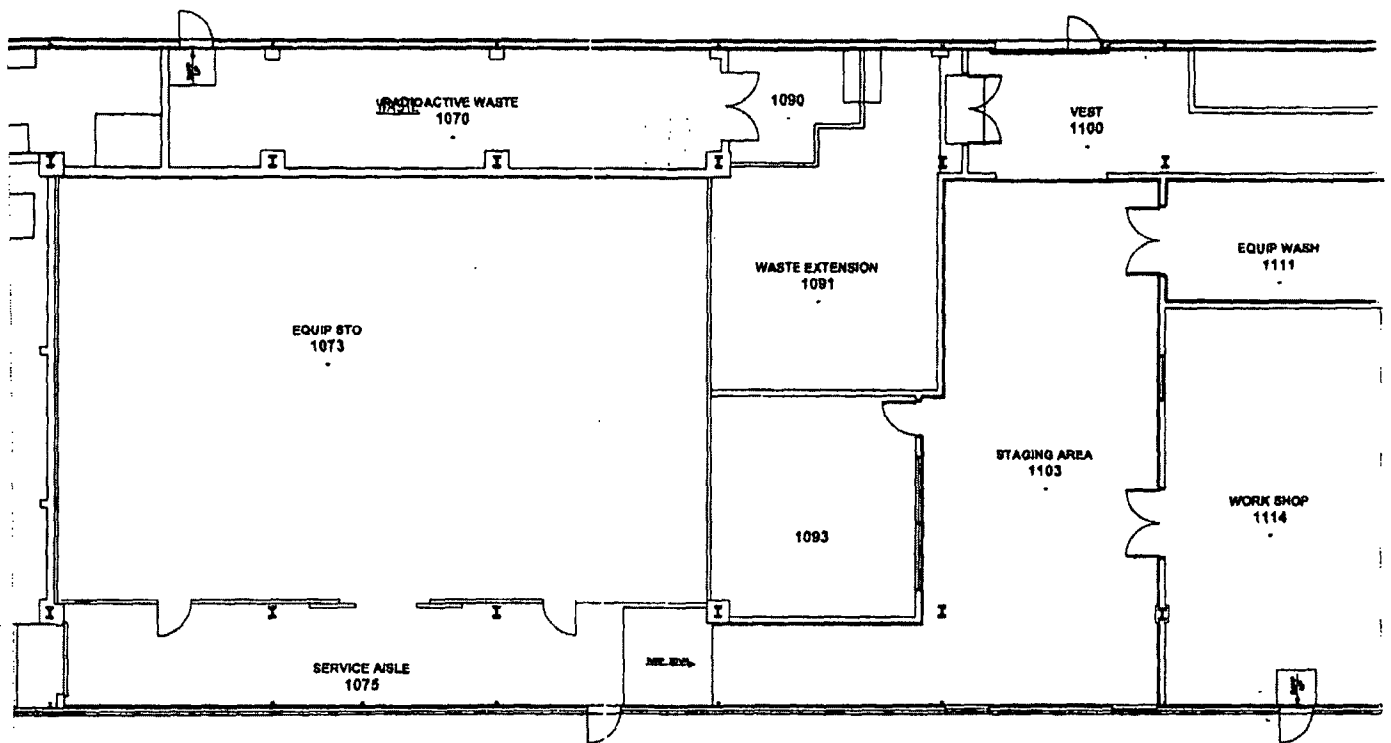 RADIOACTIVE WASTE
1070
1090
VEST
1100
EQUIP WASH
1111
WASTE EXTENSION
1091
EQUIP STO
1073
STAGING AREA
1103
WORK SHOP
1114
1093
SERVICE AISLE
1075